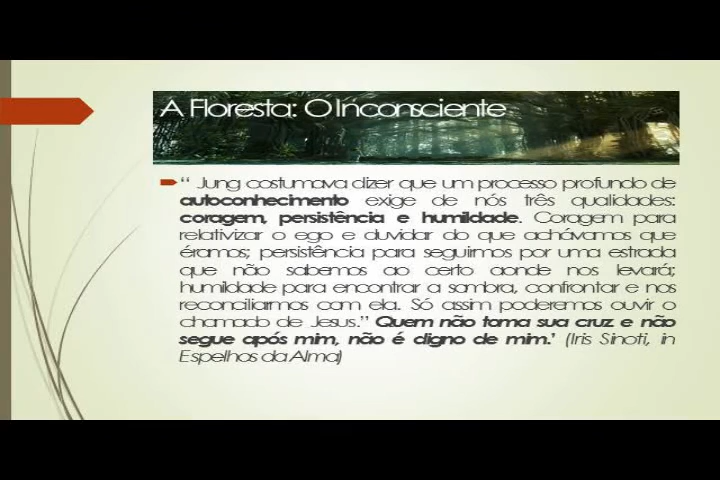 A Floresta: O Inconsciente
“ Jung costumava dizer que um processo profundo de
autoconhecimento exige de nós três qualidades:
coragem, persistência e humildade. Coragem para
relativizar o ego e duvidar do que achávamos que
éramos; persistência para seguirmos por uma estrada
que não sabemos ao certo aonde nos levará;
humildade para encontrar a sombra, confrontar e nos
reconciliarmos com ela. Só assim poderemos ouvir o
chamado de Jesus.” Quem não toma sua cruz e não
segue após mim, não é digno de mim.’ (Iris Sinoti, in
Espelhos da Alma)